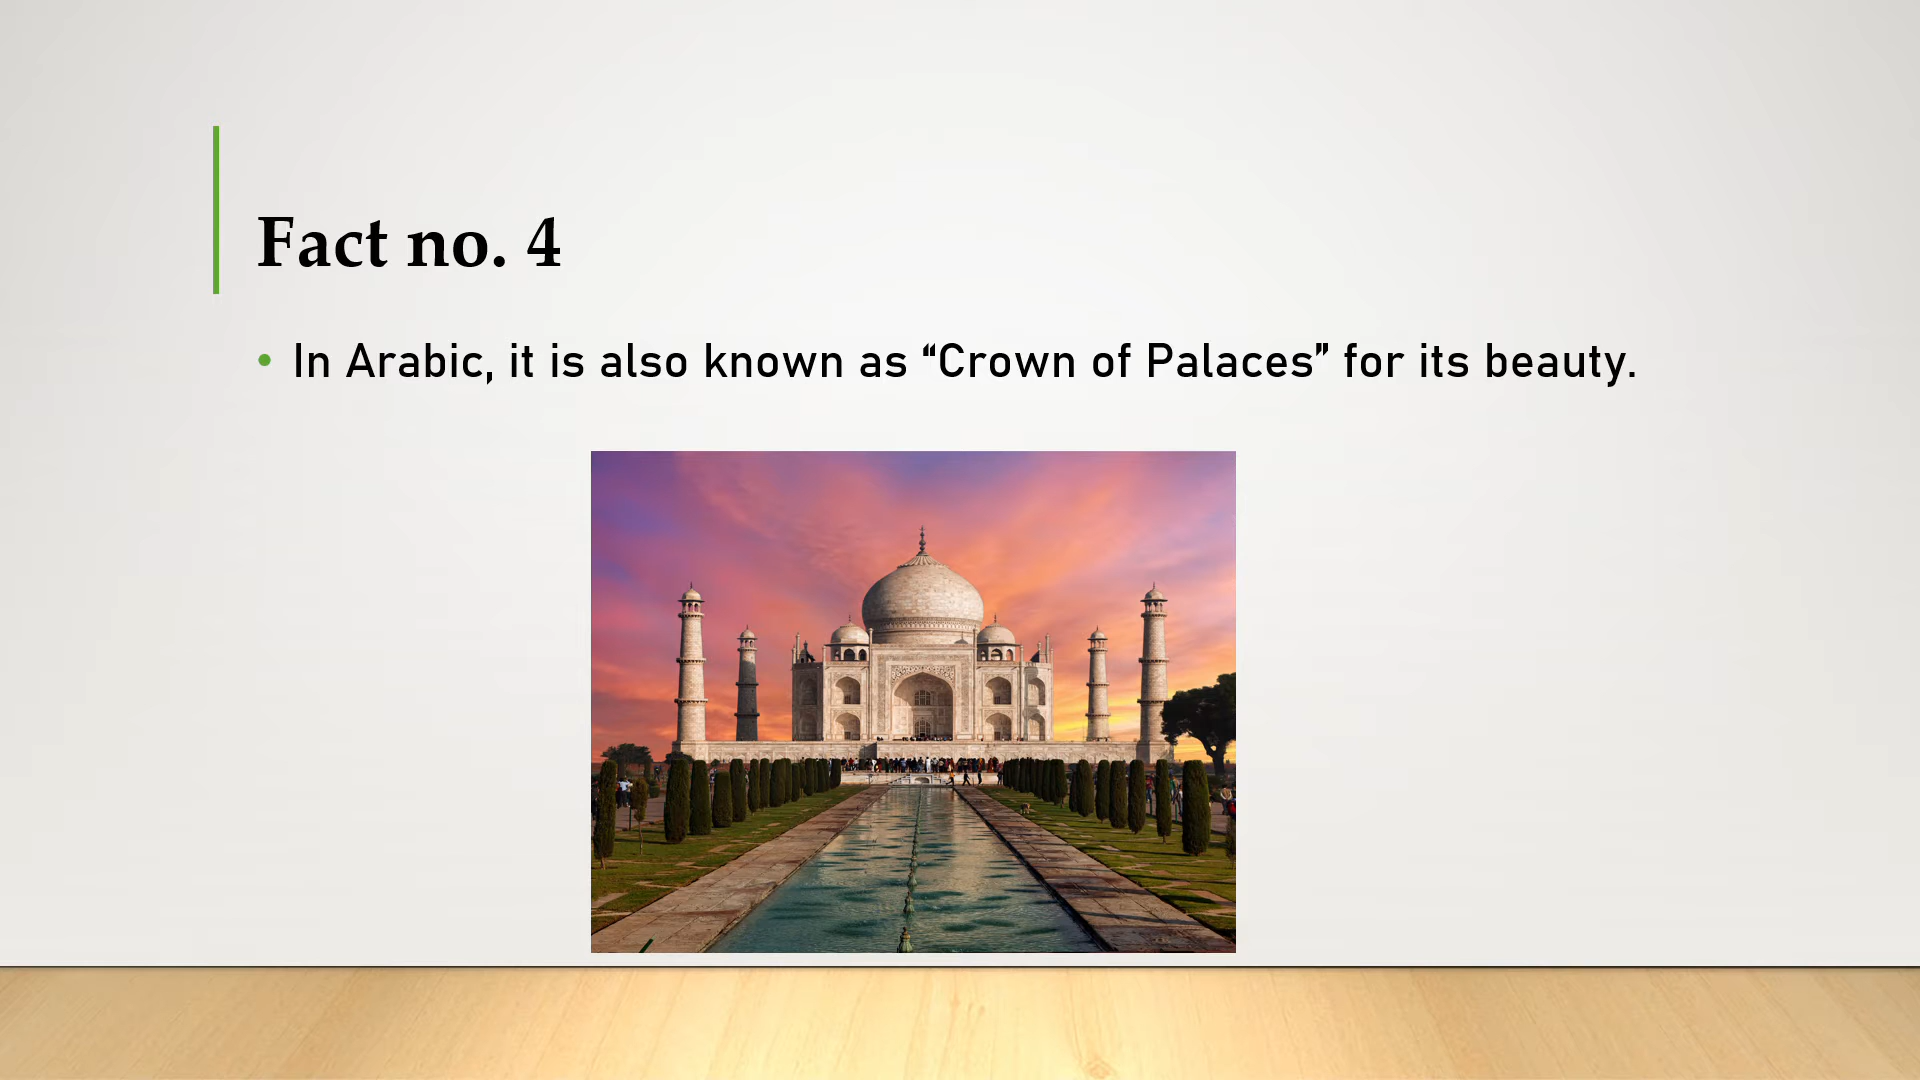 Fact no. 4
• In Arabic, it is also known as “Crown of Palaces” for its beauty.